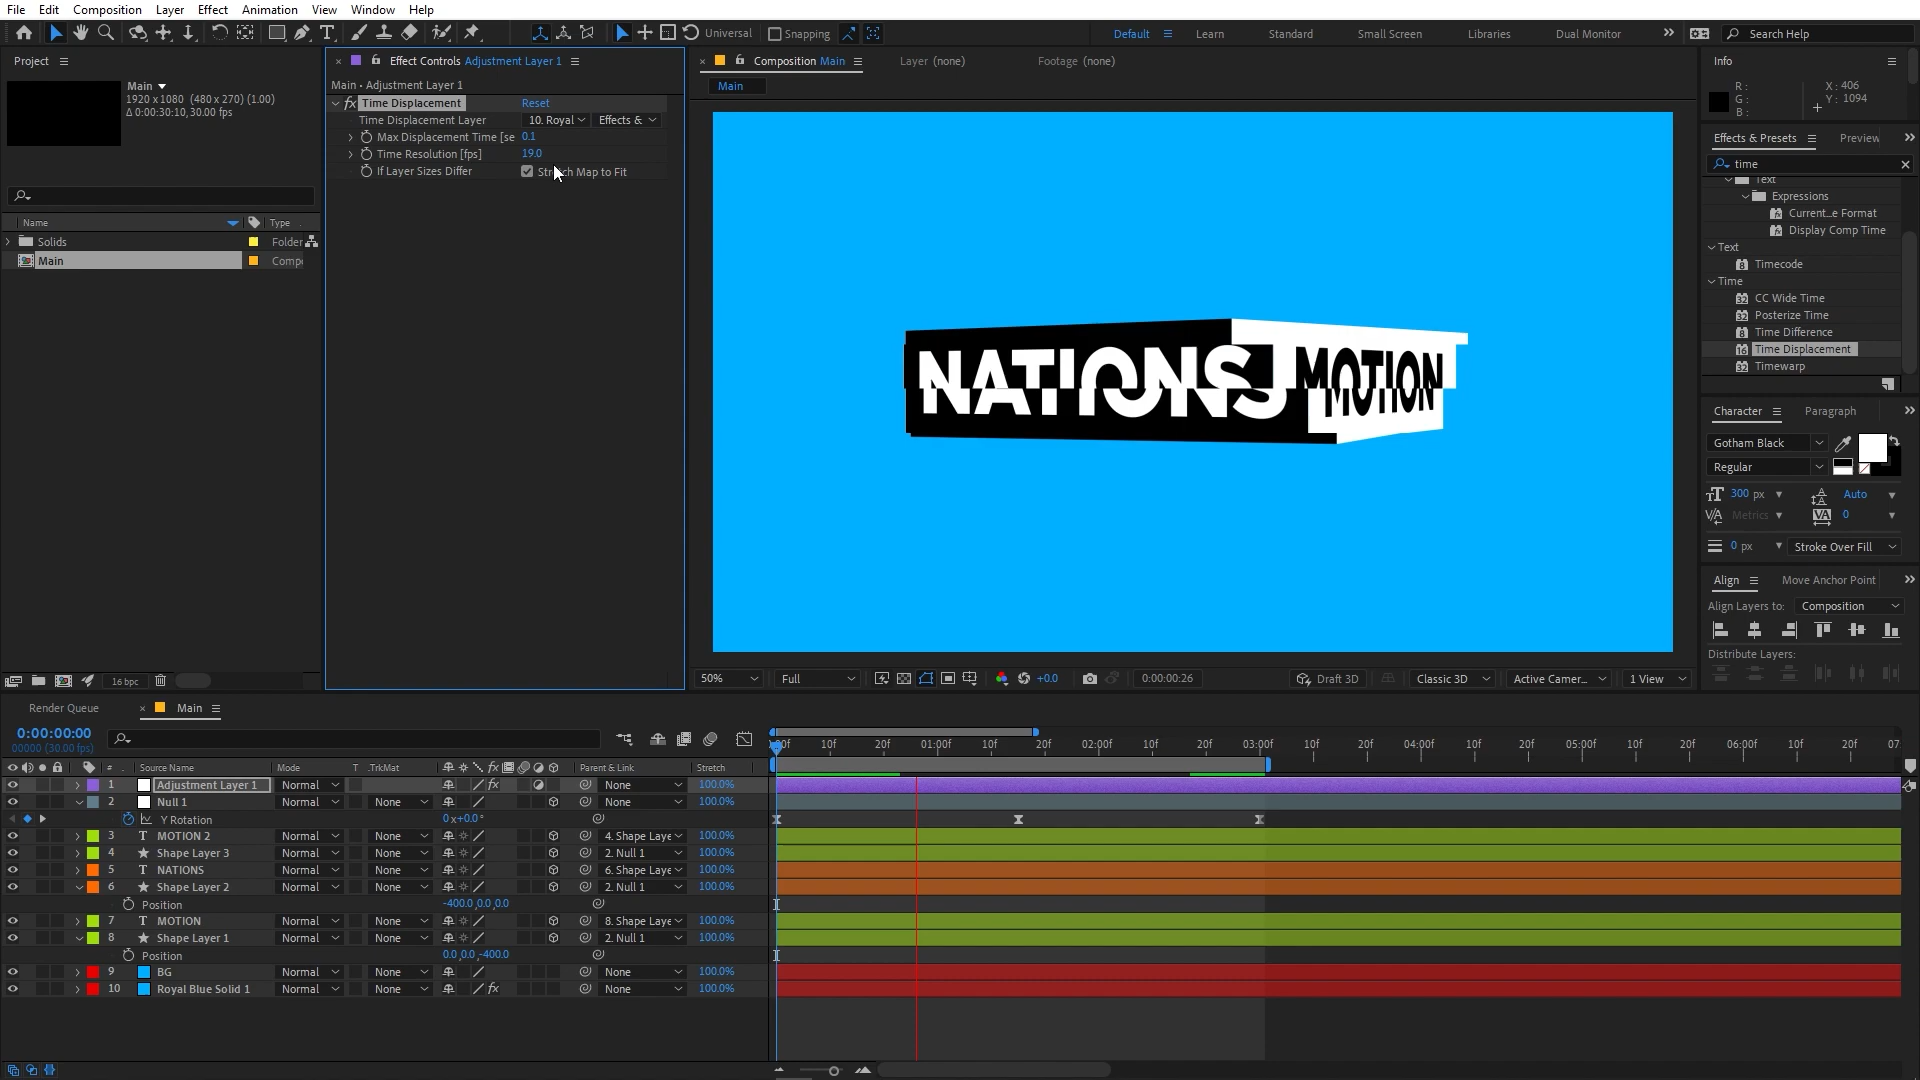 File Edit Composition Layer Effect Animation View Window Help
Universal Snapping Default Learn Standard Small Screen Libraries Dual Monitor Search Help
Project
Main
1920 x 1080 (480 x 270) (1.00)
Δ 0:00:30:10, 30.00 fps
Name Type
Solids Folder
Main Compo
16 bpc
Effect Controls Adjustment Layer 1
Main • Adjustment Layer 1
fx Time Displacement Reset
Time Displacement Layer 10. Royal Effects &
Max Displacement Time [se 0.1
Time Resolution [fps] 19.0
If Layer Sizes Differ Stretch Map to Fit
Composition Main Layer (none) Footage (none)
Main
NATIONS MOTION
50% Full +0.0 0:00:00:26 Draft 3D Classic 3D Active Camer... 1 View
Info
R : X : 406
G : Y : 1094
B :
Effects & Presets Preview
time
Text
Expressions
Current...e Format
Display Comp Time
Text
Timecode
Time
CC Wide Time
Posterize Time
Time Difference
Time Displacement
Timewarp
Character Paragraph
Gotham Black
Regular
300 px Auto
Metrics 0
0 px Stroke Over Fill
Align Move Anchor Point
Align Layers to: Composition
Distribute Layers:
Render Queue Main
0:00:00:00
00000 (30.00 fps)
10f 20f 01:00f 10f 20f 02:00f 10f 20f 03:00f 10f 20f 04:00f 10f 20f 05:00f 10f 20f 06:00f 10f 20f 07:
# Source Name Mode T .TrkMat Parent & Link Stretch
1 Adjustment Layer 1 Normal fx None 100.0%
2 Null 1 Normal None None 100.0%
Y Rotation 0x+0.0°
3 T MOTION 2 Normal None 4. Shape Laye 100.0%
4 Shape Layer 3 Normal None 2. Null 1 100.0%
5 T NATIONS Normal None 6. Shape Laye 100.0%
6 Shape Layer 2 Normal None 2. Null 1 100.0%
Position -400.0,0.0,0.0
7 T MOTION Normal None 8. Shape Laye 100.0%
8 Shape Layer 1 Normal None 2. Null 1 100.0%
Position 0.0,0.0,-400.0
9 BG Normal None None 100.0%
10 Royal Blue Solid 1 Normal None fx None 100.0%